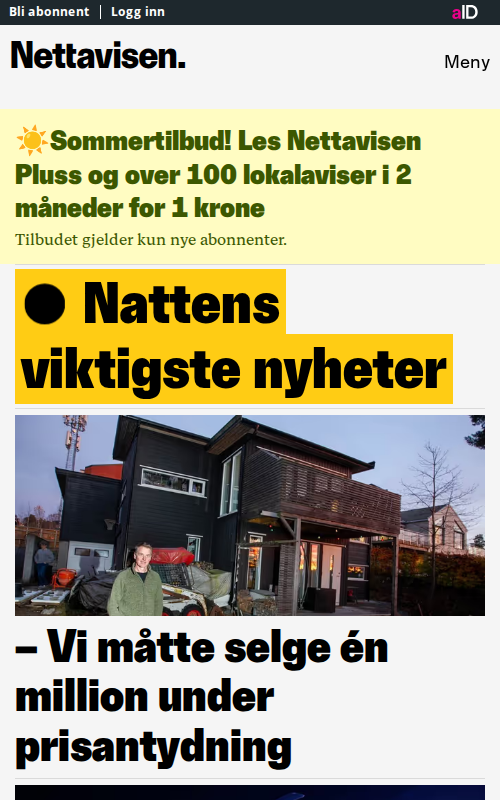 Bli abonnent
Logg inn
aID
Nettavisen.
Meny
☀️Sommertilbud! Les Nettavisen
Pluss og over 100 lokalaviser i 2
måneder for 1 krone
Tilbudet gjelder kun nye abonnenter.
● Nattens
viktigste nyheter
– Vi måtte selge én
million under
prisantydning